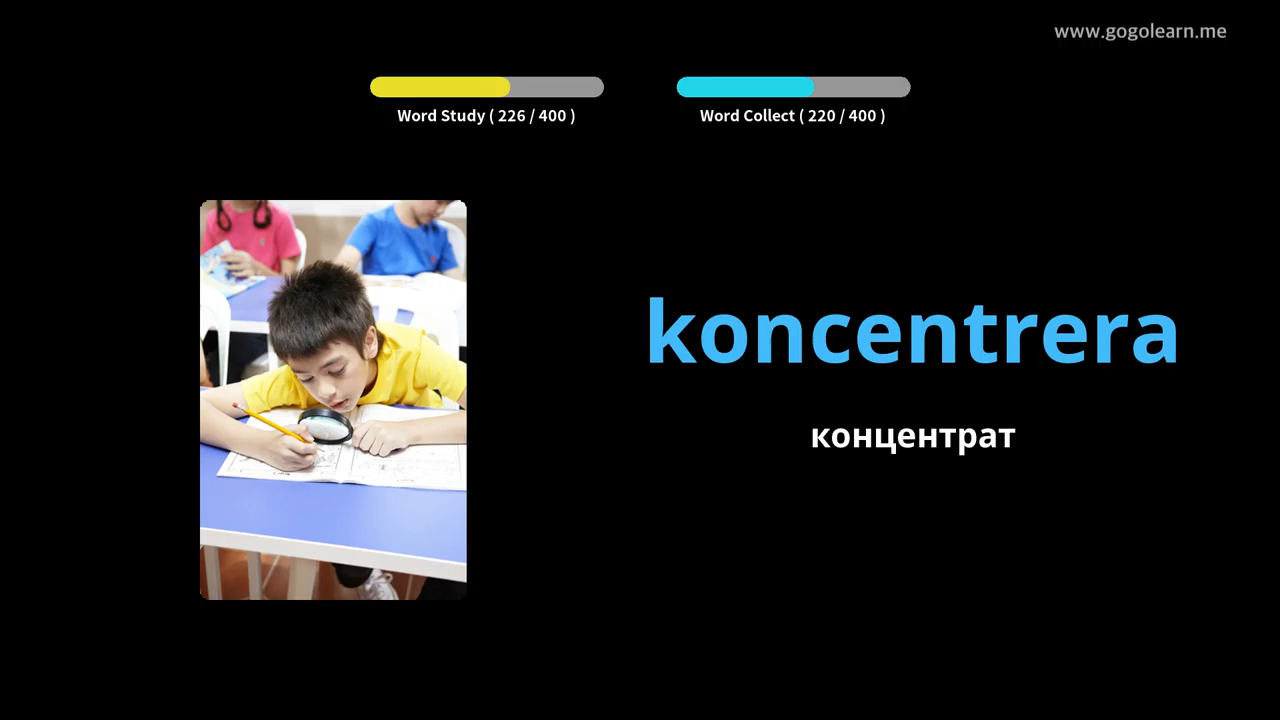 www.gogolearn.me
Word Study ( 226 / 400 )
Word Collect ( 220 / 400 )
koncentrera
концентрат